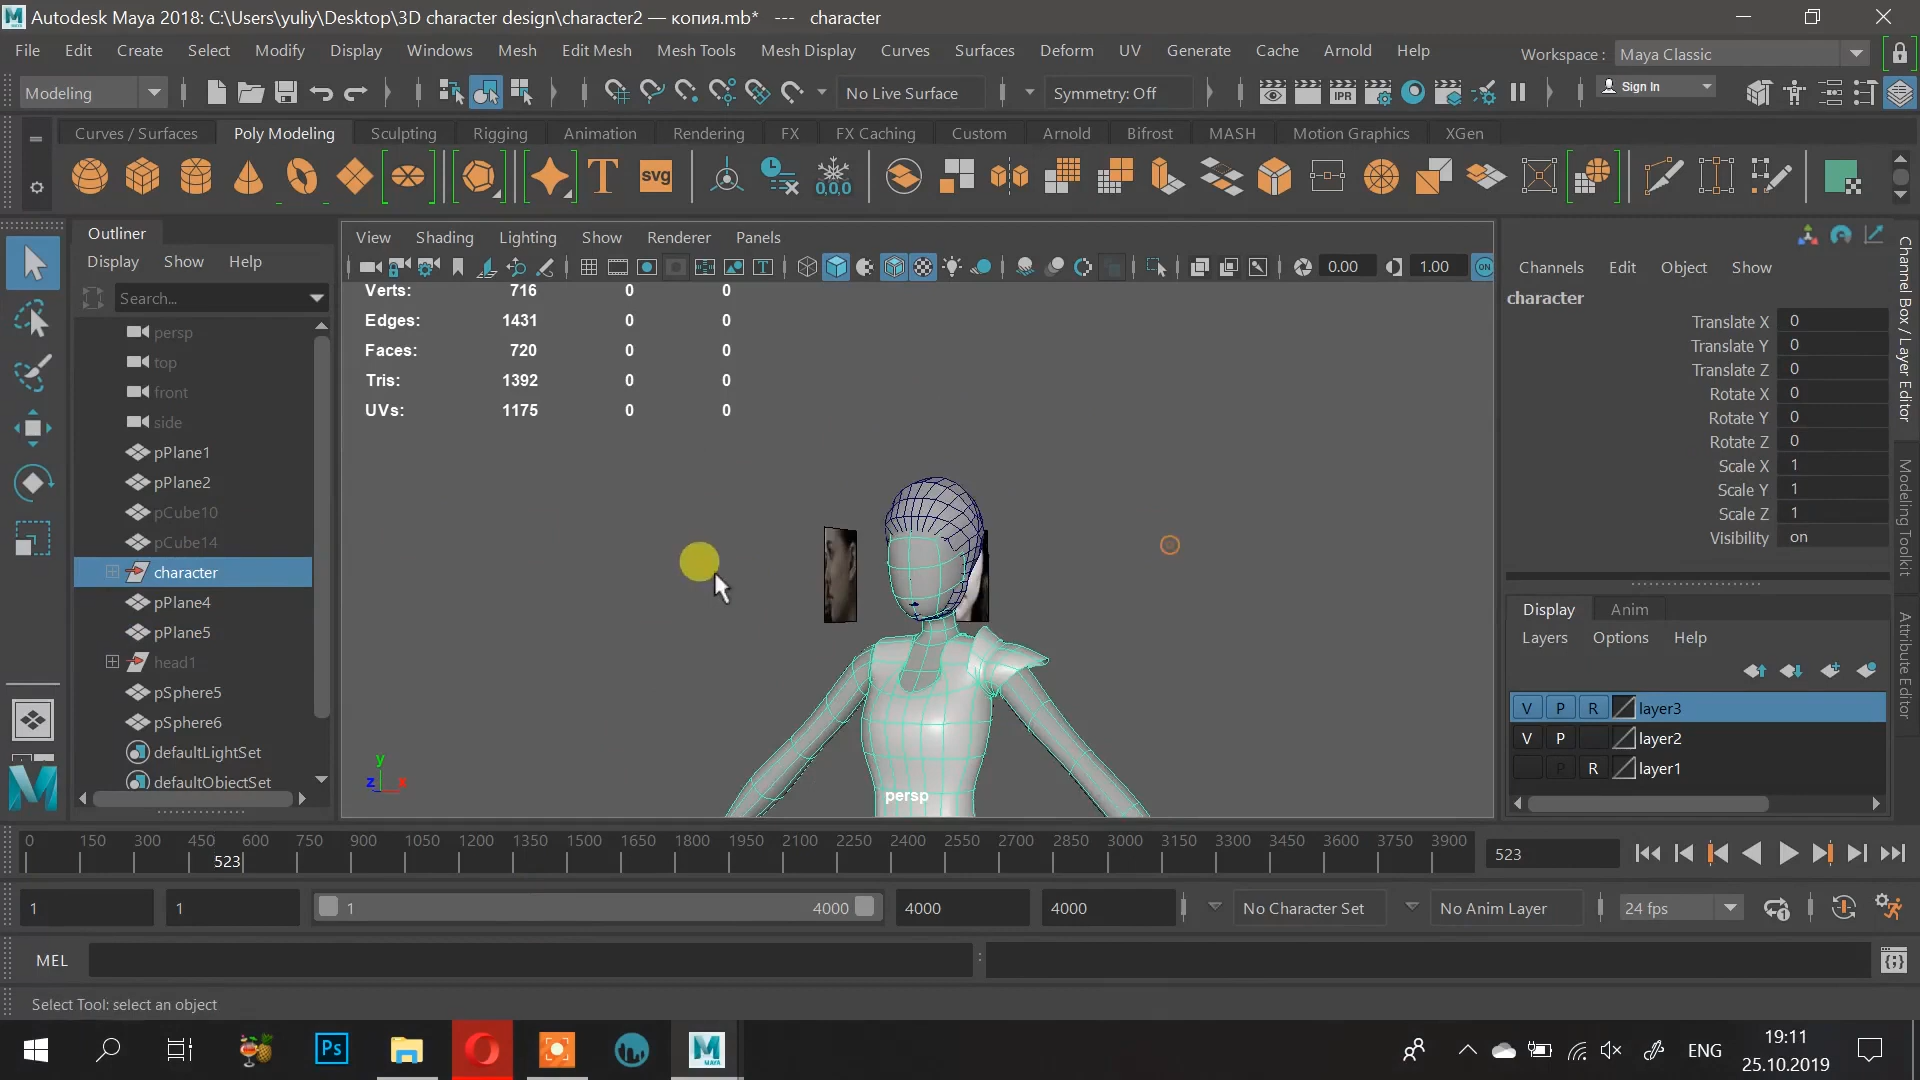 Autodesk Maya 2018: C:\Users\yuliy\Desktop\3D character design\character2 — копия.mb* --- character
File Edit Create Select Modify Display Windows Mesh Edit Mesh Mesh Tools Mesh Display Curves Surfaces Deform UV Generate Cache Arnold Help Workspace : Maya Classic
Modeling No Live Surface Symmetry: Off IPR Sign In
Curves / Surfaces Poly Modeling Sculpting Rigging Animation Rendering FX FX Caching Custom Arnold Bifrost MASH Motion Graphics XGen
T svg 0,0,0
Outliner
Display Show Help
Search...
persp
top
front
side
pPlane1
pPlane2
pCube10
pCube14
character
pPlane4
pPlane5
head1
pSphere5
pSphere6
defaultLightSet
defaultObjectSet
View Shading Lighting Show Renderer Panels
0.00 1.00 ON
Verts: 716 0 0
Edges: 1431 0 0
Faces: 720 0 0
Tris: 1392 0 0
UVs: 1175 0 0
y
z x
persp
Channels Edit Object Show
character
Translate X 0
Translate Y 0
Translate Z 0
Rotate X 0
Rotate Y 0
Rotate Z 0
Scale X 1
Scale Y 1
Scale Z 1
Visibility on
Display Anim
Layers Options Help
V P R layer3
V P layer2
P R layer1
Channel Box / Layer Editor
Modeling Toolkit
Attribute Editor
0 150 300 450 600 750 900 1050 1200 1350 1500 1650 1800 1950 2100 2250 2400 2550 2700 2850 3000 3150 3300 3450 3600 3750 3900
523 523
1 1 1 4000 4000 4000 No Character Set No Anim Layer 24 fps
MEL
Select Tool: select an object
Ps M MAYA ENG 19:11
25.10.2019